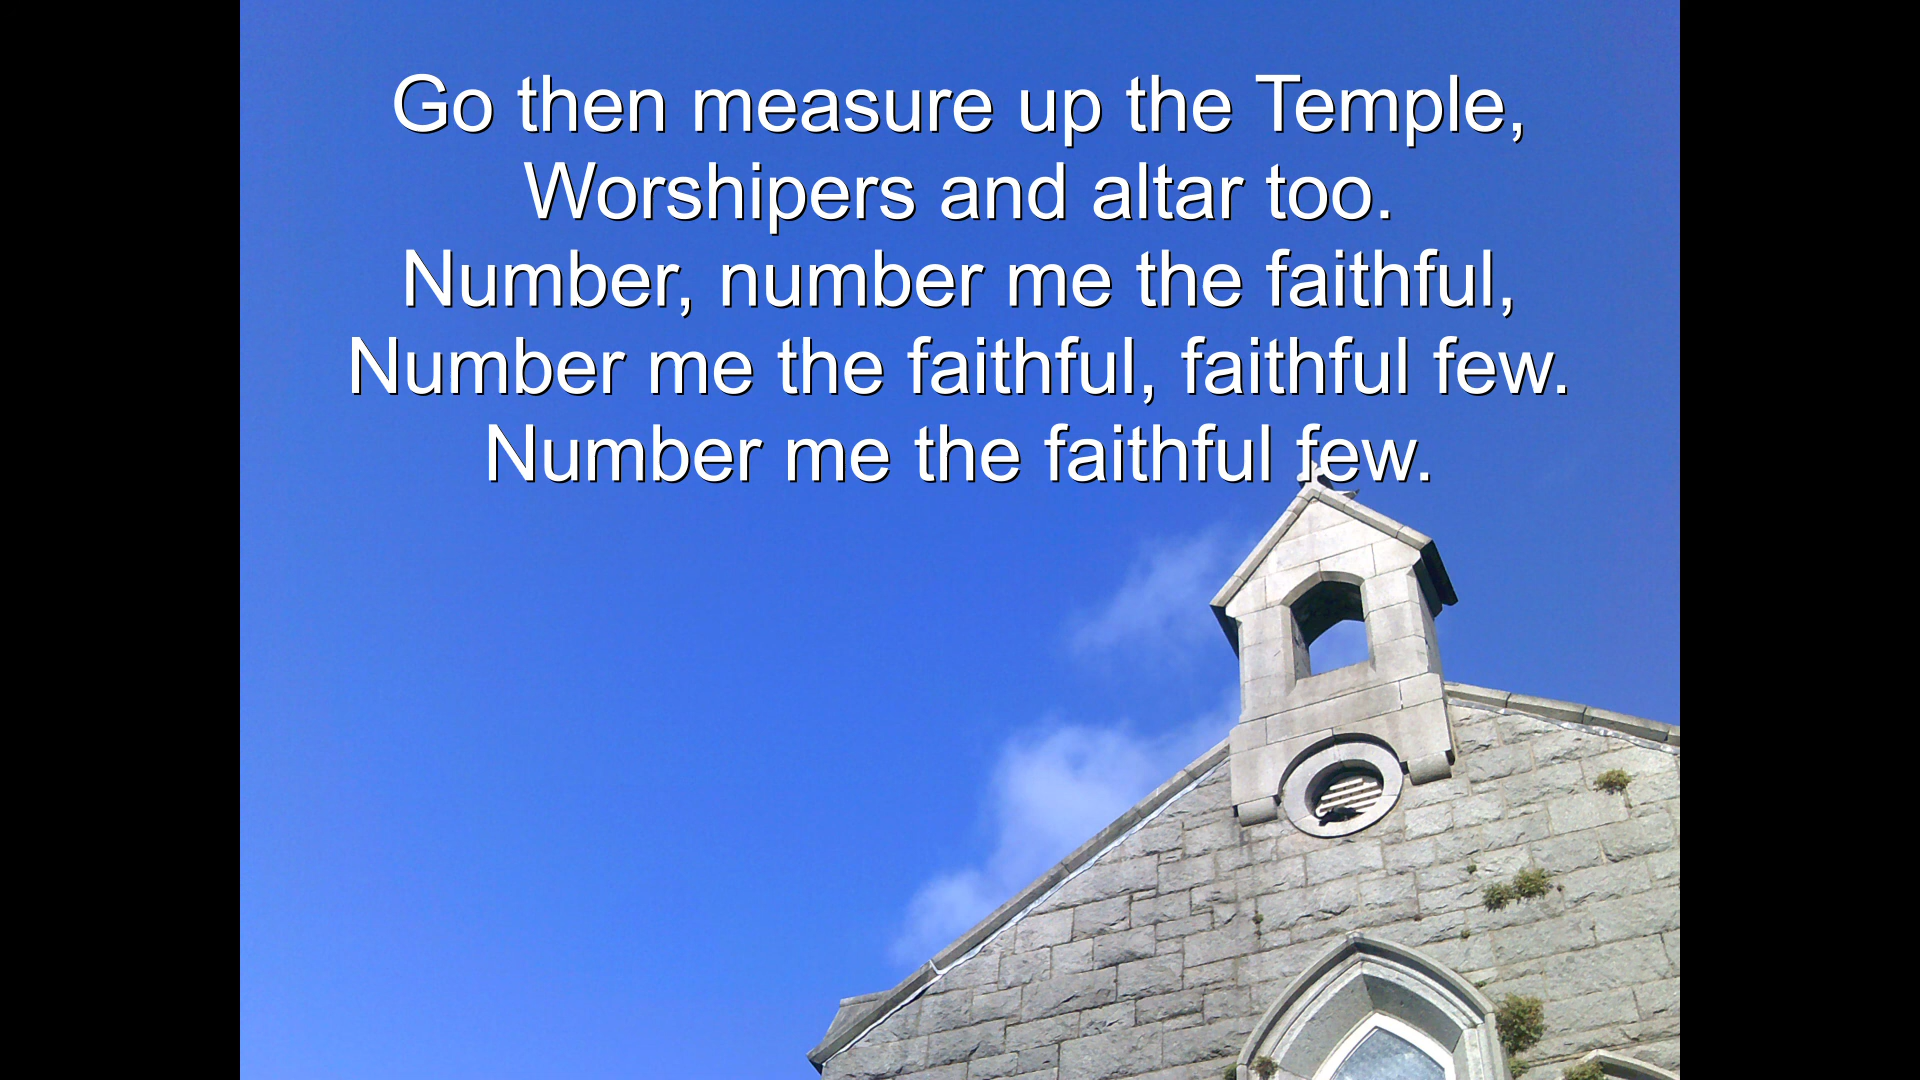 Go then measure up the Temple,
Worshipers and altar too.
Number, number me the faithful,
Number me the faithful, faithful few.
Number me the faithful few.